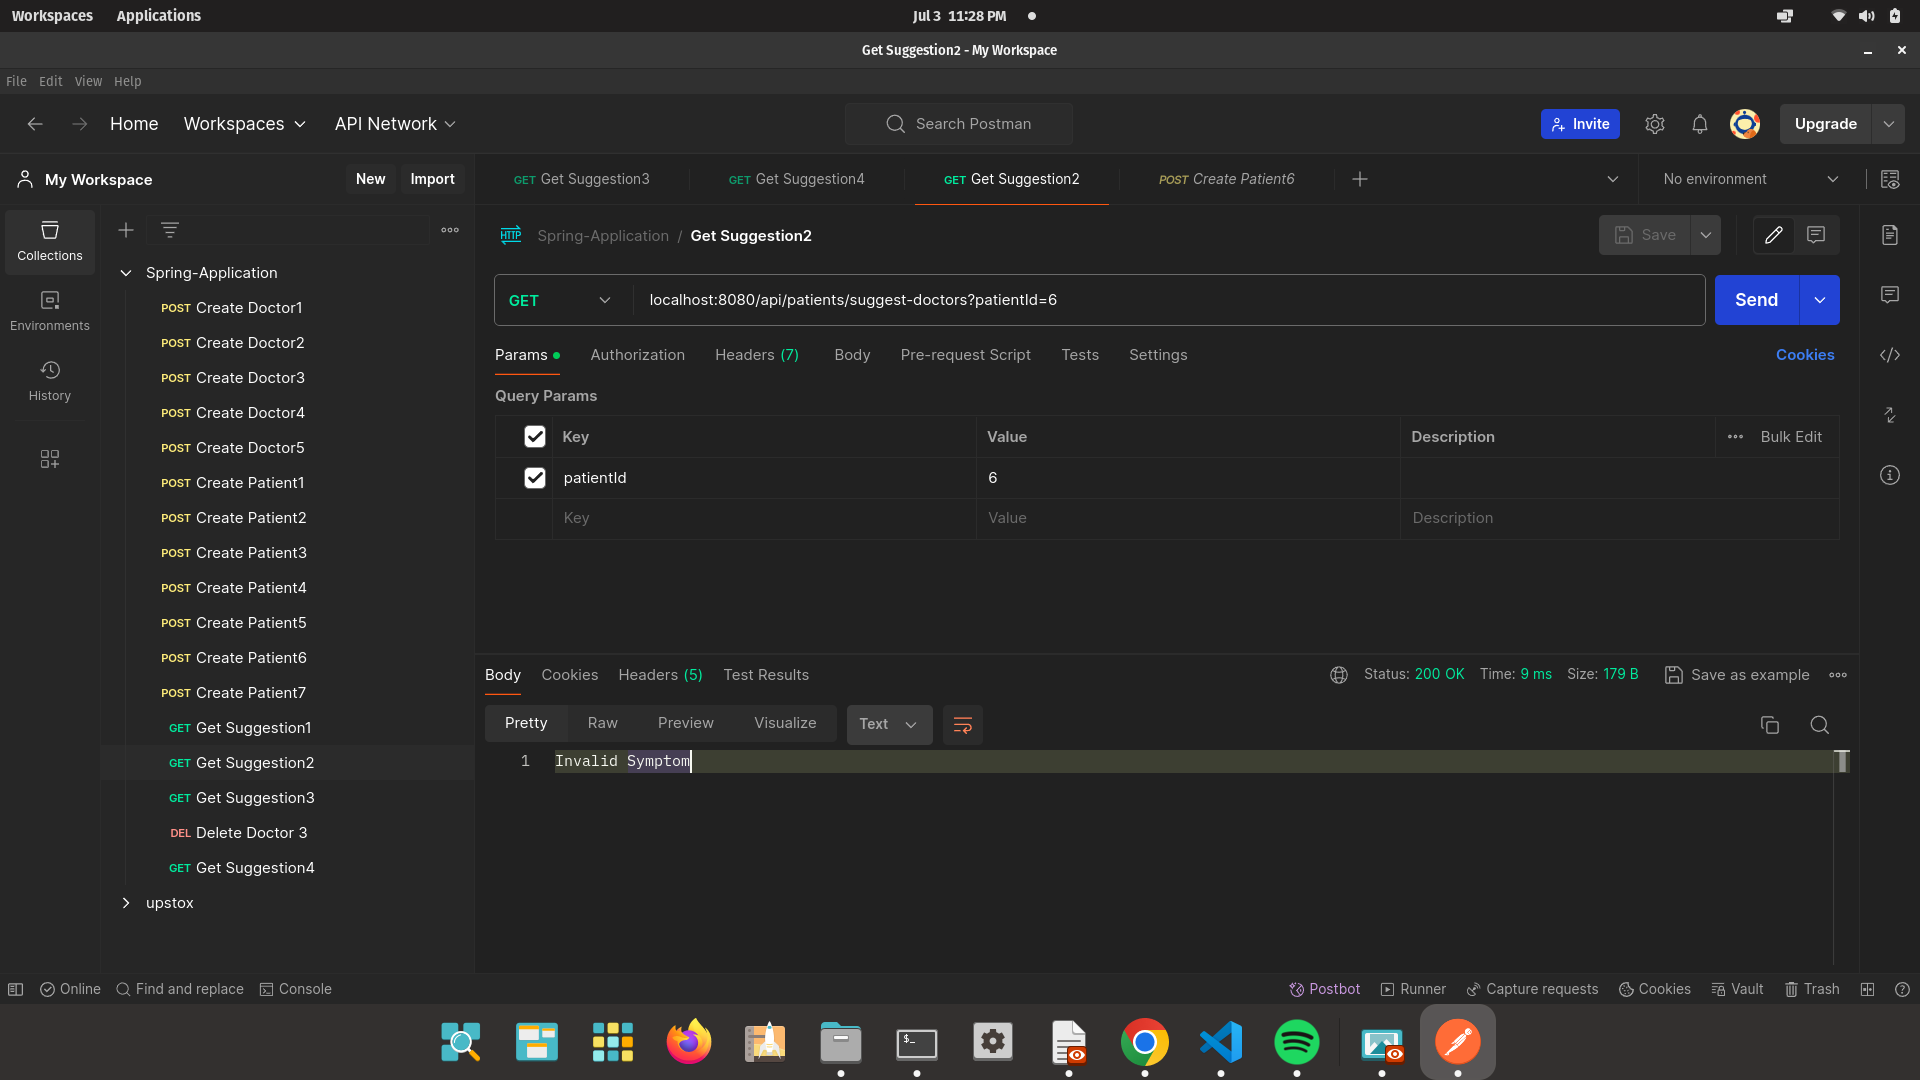 Workspaces Applications Jul 3 11:28 PM
Get Suggestion2 - My Workspace
File Edit View Help
Home Workspaces API Network Search Postman Invite Upgrade
My Workspace New Import
GET Get Suggestion3 GET Get Suggestion4 GET Get Suggestion2 POST Create Patient6 No environment
Collections
Environments
History
Spring-Application
POST Create Doctor1
POST Create Doctor2
POST Create Doctor3
POST Create Doctor4
POST Create Doctor5
POST Create Patient1
POST Create Patient2
POST Create Patient3
POST Create Patient4
POST Create Patient5
POST Create Patient6
POST Create Patient7
GET Get Suggestion1
GET Get Suggestion2
GET Get Suggestion3
DEL Delete Doctor 3
GET Get Suggestion4
upstox
HTTP Spring-Application / Get Suggestion2 Save
GET localhost:8080/api/patients/suggest-doctors?patientId=6 Send
Params Authorization Headers (7) Body Pre-request Script Tests Settings Cookies
Query Params
Key Value Description Bulk Edit
patientId 6
Key Value Description
Body Cookies Headers (5) Test Results Status: 200 OK Time: 9 ms Size: 179 B Save as example
Pretty Raw Preview Visualize Text
1 Invalid Symptom
Online Find and replace Console Postbot Runner Capture requests Cookies Vault Trash